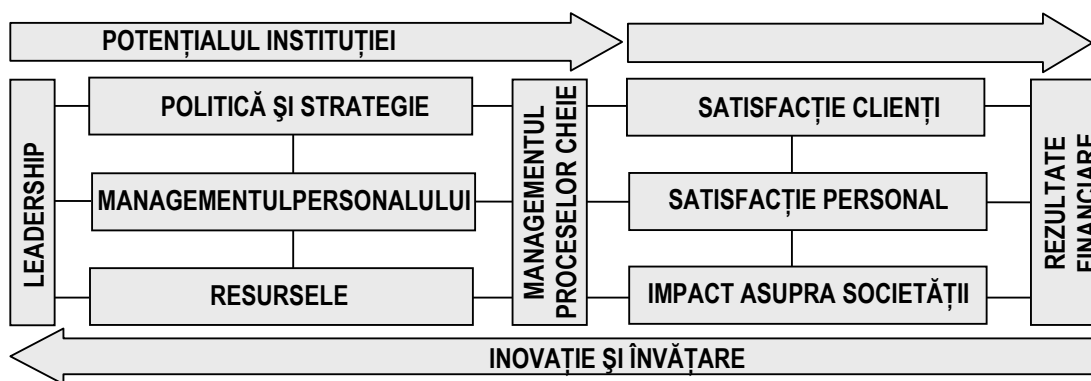 POTENȚIALUL INSTITUȚIEI
LEADERSHIP
POLITICĂ ŞI STRATEGIE
MANAGEMENTULPERSONALULUI
RESURSELE
MANAGEMENTUL
PROCESELOR CHEIE
SATISFACȚIE CLIENȚI
SATISFACȚIE PERSONAL
IMPACT ASUPRA SOCIETĂȚII
REZULTATE
FINANCIARE
INOVAȚIE ŞI ÎNVĂȚARE